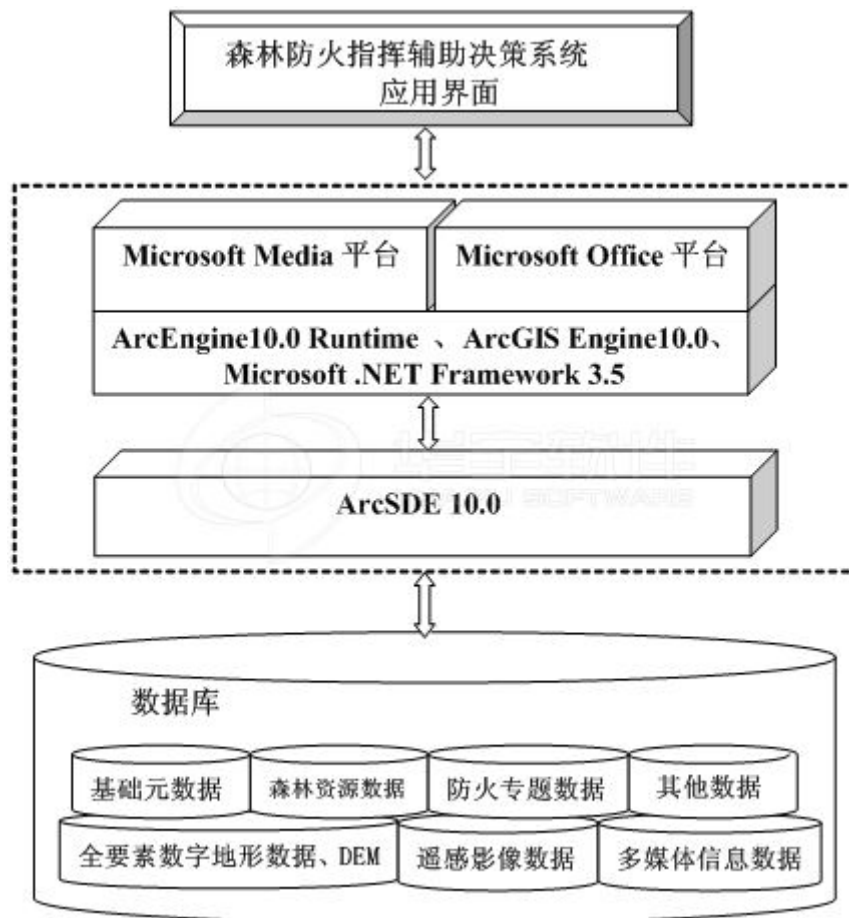 森林防火指挥辅助决策系统
应用界面
Microsoft Media 平台
Microsoft Office 平台
ArcEngine10.0 Runtime 、ArcGIS Engine10.0、
Microsoft .NET Framework 3.5
ArcSDE 10.0
数据库
基础元数据
森林资源数据
防火专题数据
其他数据
全要素数字地形数据、DEM
遥感影像数据
多媒体信息数据